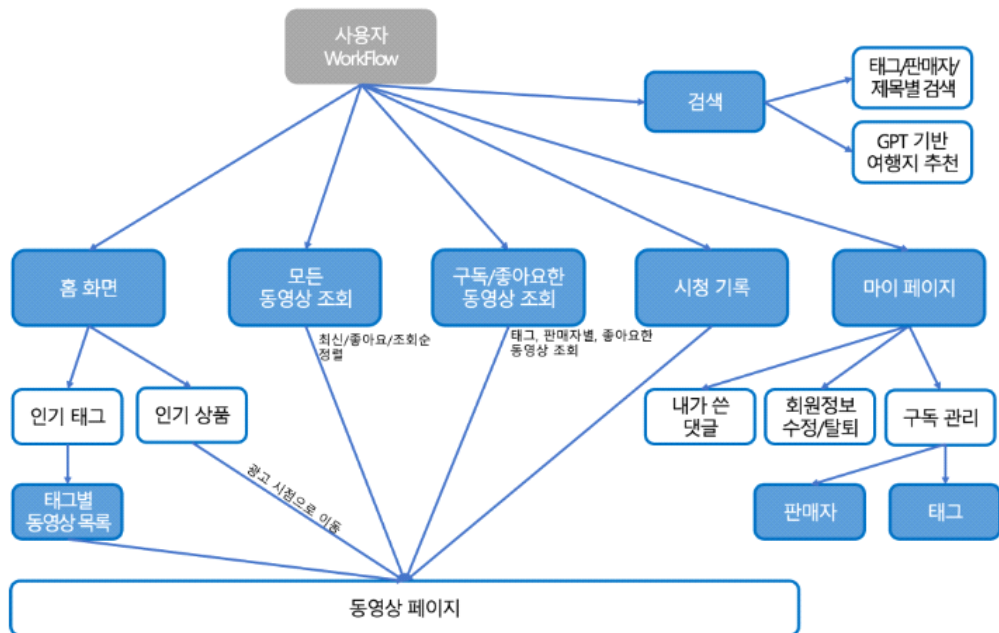 사용자
WorkFlow
검색
태그/판매자/
제목별 검색
GPT 기반
여행지 추천
홈 화면
모든
동영상 조회
구독/좋아요한
동영상 조회
시청 기록
마이 페이지
최신/좋아요/조회순
정렬
태그, 판매자별, 좋아요한
동영상 조회
인기 태그
인기 상품
내가 쓴
댓글
회원정보
수정/탈퇴
구독 관리
광고 시점으로 이동
태그별
동영상 목록
판매자
태그
동영상 페이지